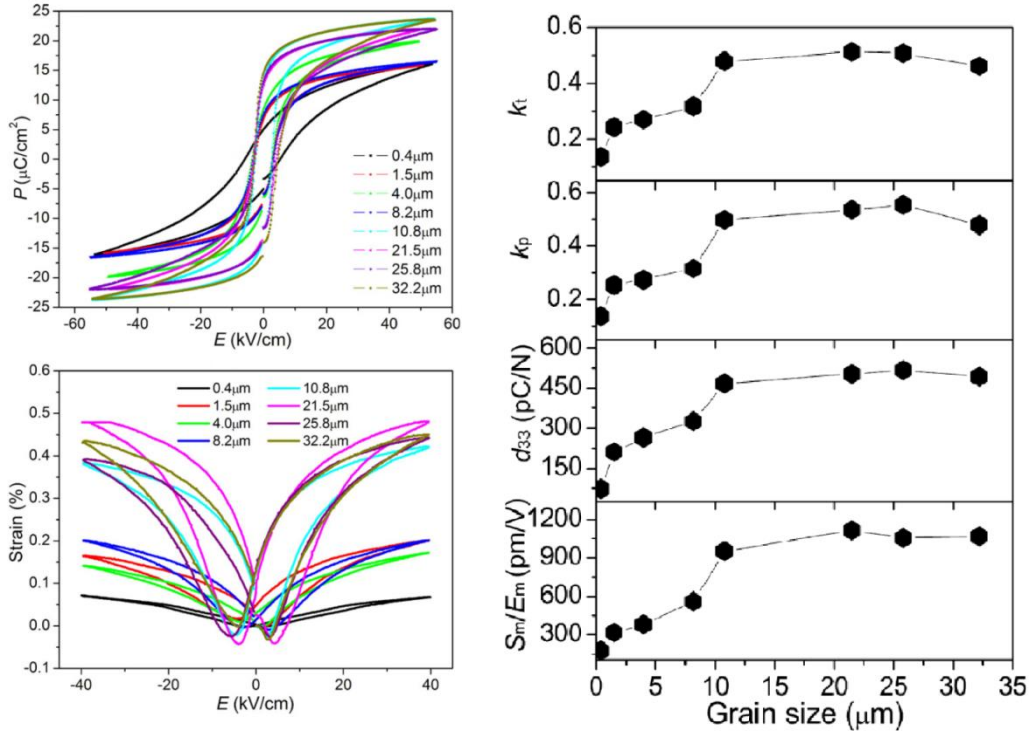 25
20
15
10
5
0
-5
-10
-15
-20
-25
P (μC/cm²)
0.4μm
1.5μm
4.0μm
8.2μm
10.8μm
21.5μm
25.8μm
32.2μm
-60 -40 -20 0 20 40 60
E (kV/cm)
0.6
0.5
0.4
0.3
0.2
0.1
0.0
-0.1
Strain (%)
0.4μm 10.8μm
1.5μm 21.5μm
4.0μm 25.8μm
8.2μm 32.2μm
-40 -20 0 20 40
E (kV/cm)
0.6
0.4
0.2
kt
0.6
0.4
0.2
kp
600
450
300
150
d33 (pC/N)
1200
900
600
300
Sm/Em (pm/V)
0 5 10 15 20 25 30 35
Grain size (μm)